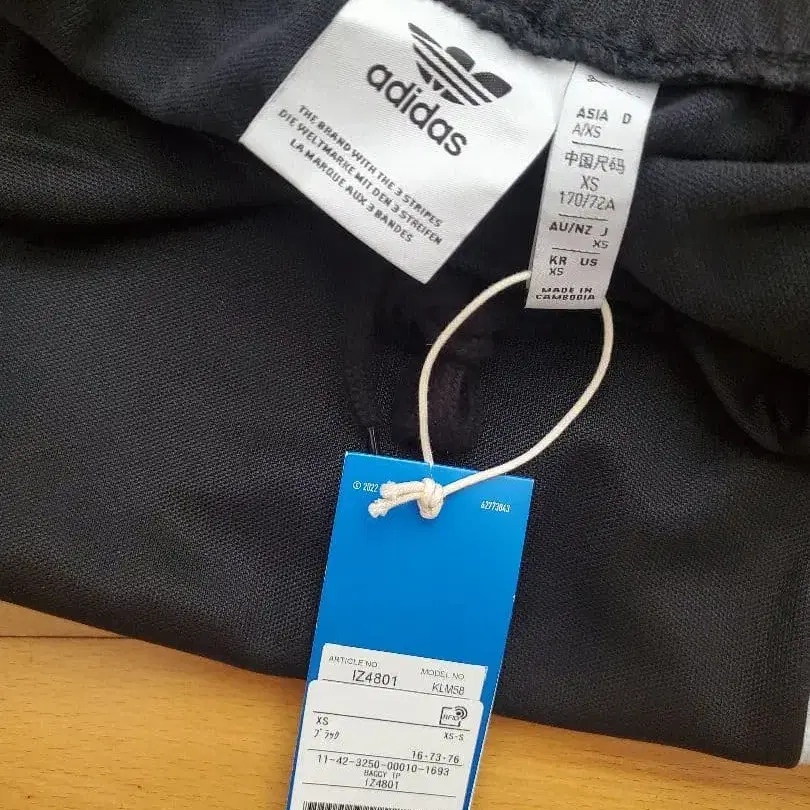 adidas
THE BRAND WITH THE 3 STRIPES
DIE WELTMARKE MIT DEN 3 STREIFEN
LA MARQUE AUX 3 BANDES
ASIA D
A/XS
中国尺码
XS
170/72A
AU/NZ J
XS
KR US
XS
MADE IN
CAMBODIA
© 2022
62773043
ARTICLE NO. MODEL NO.
IZ4801 KLM58
RFID
XS XS-S
ブラック
16-73-76
11-42-3250-00010-1693
BAGGY TP
IZ4801